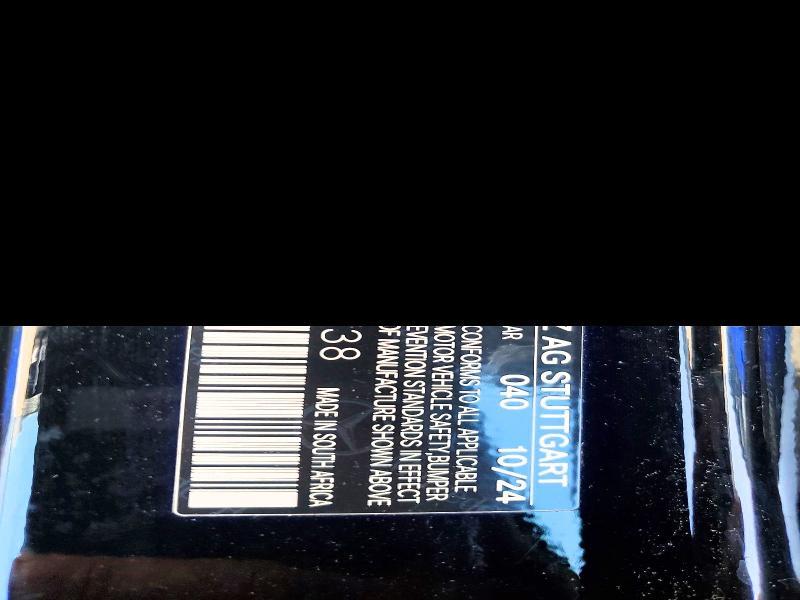 Z AG STUTTGART
AR 040 10/24
CONFORMS TO ALL APPLICABLE
MOTOR VEHICLE SAFETY,BUMPER
EVENTION STANDARDS IN EFFECT
OF MANUFACTURE SHOWN ABOVE
38 MADE IN SOUTH AFRICA